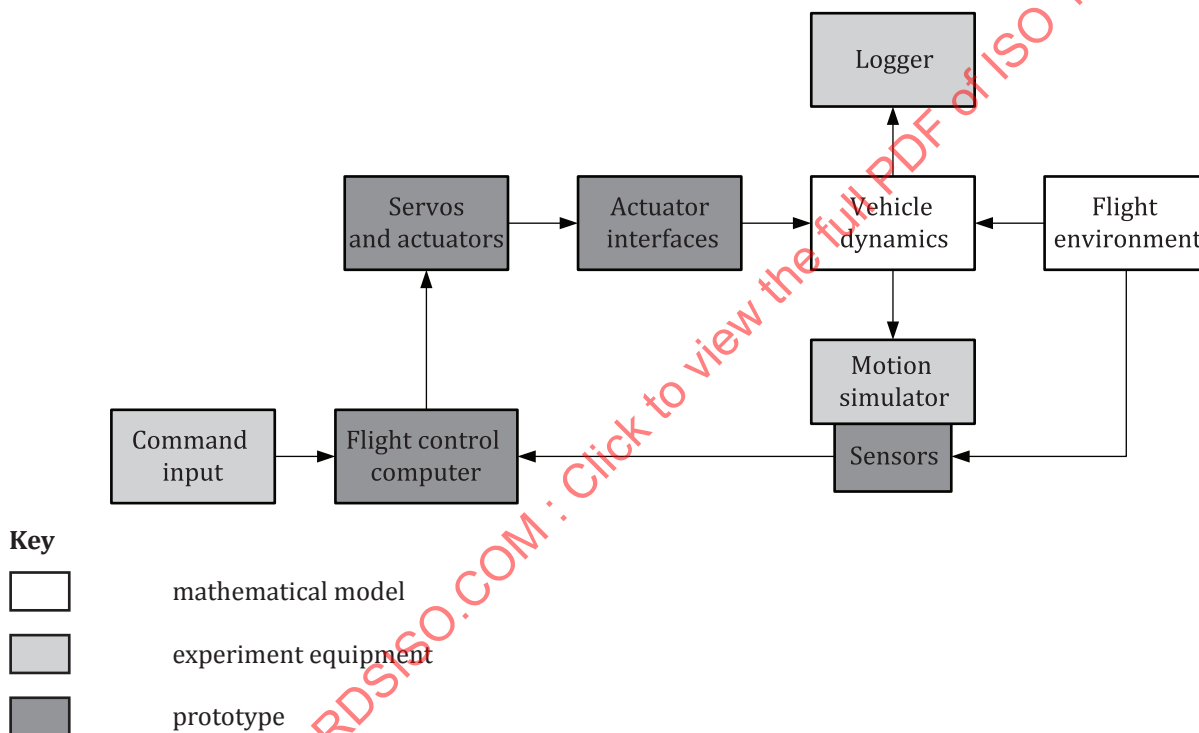 Logger
Servos
and actuators
Actuator
interfaces
Vehicle
dynamics
Flight
environment
Motion
simulator
Command
input
Flight control
computer
Sensors
Key
mathematical model
experiment equipment
prototype
RDSISO.COM : Click to view the full PDF of ISO